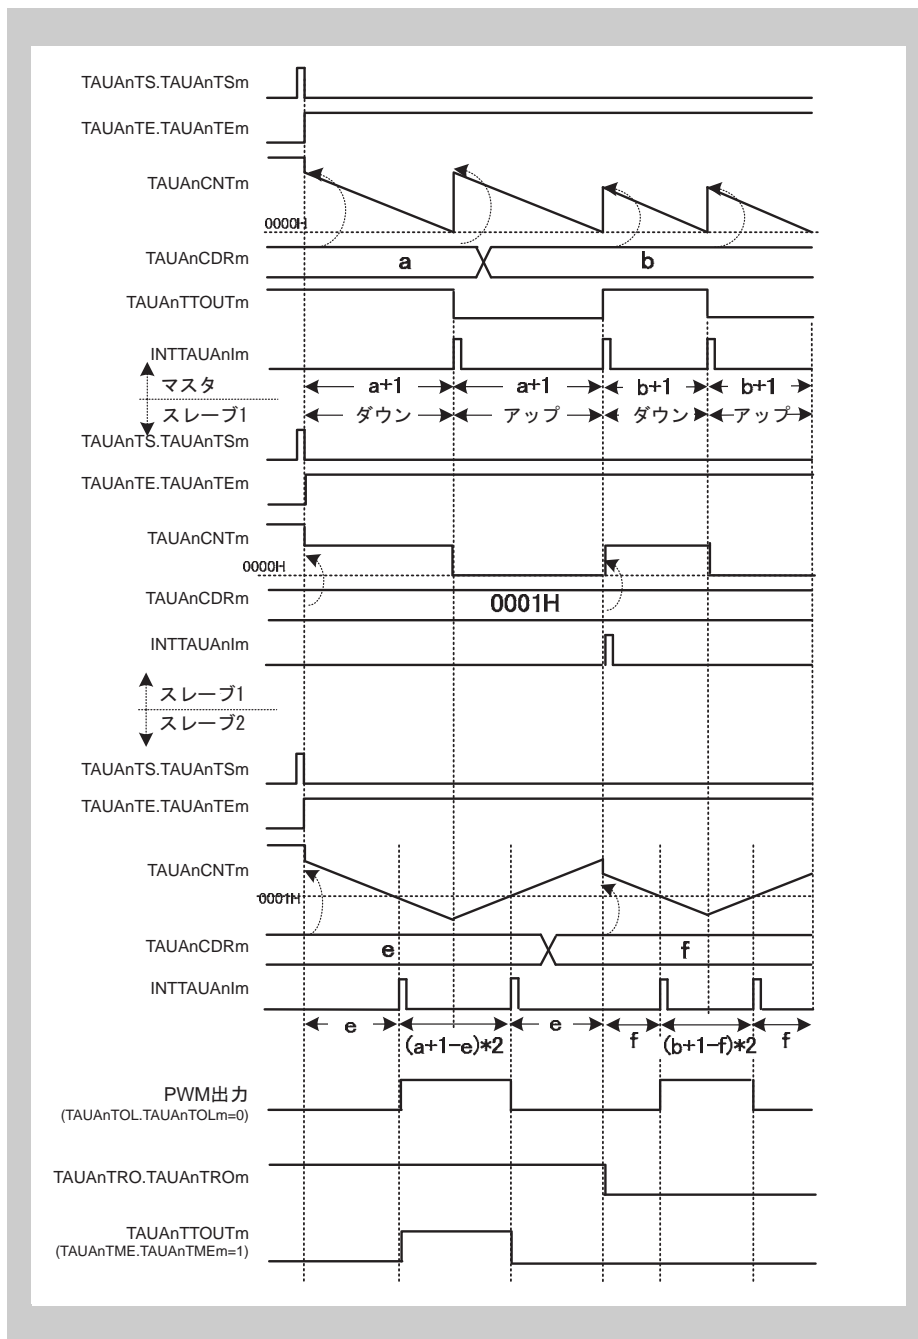 TAUAnTS.TAUAnTSm
TAUAnTE.TAUAnTEm
TAUAnCNTm
0000H
TAUAnCDRm
a
b
TAUAnTTOUTm
INTTAUAnIm
マスタ
a+1
a+1
b+1
b+1
スレーブ1
ダウン
アップ
ダウン
アップ
TAUAnTS.TAUAnTSm
TAUAnTE.TAUAnTEm
TAUAnCNTm
0000H
TAUAnCDRm
0001H
INTTAUAnIm
スレーブ1
スレーブ2
TAUAnTS.TAUAnTSm
TAUAnTE.TAUAnTEm
TAUAnCNTm
0001H
TAUAnCDRm
e
f
INTTAUAnIm
e
(a+1-e)*2
e
f
(b+1-f)*2
f
PWM出力
(TAUAnTOL.TAUAnTOLm=0)
TAUAnTRO.TAUAnTROm
TAUAnTTOUTm
(TAUAnTME.TAUAnTMEm=1)